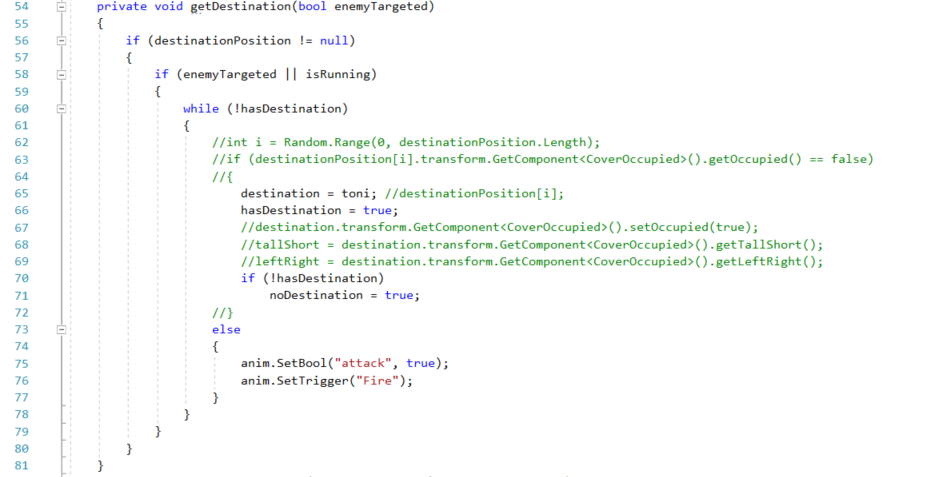 54 private void getDestination(bool enemyTargeted)
55 {
56 if (destinationPosition != null)
57 {
58 if (enemyTargeted || isRunning)
59 {
60 while (!hasDestination)
61 {
62 //int i = Random.Range(0, destinationPosition.Length);
63 //if (destinationPosition[i].transform.GetComponent<CoverOccupied>().getOccupied() == false)
64 //{
65 destination = toni; //destinationPosition[i];
66 hasDestination = true;
67 //destination.transform.GetComponent<CoverOccupied>().setOccupied(true);
68 //tallShort = destination.transform.GetComponent<CoverOccupied>().getTallShort();
69 //leftRight = destination.transform.GetComponent<CoverOccupied>().getLeftRight();
70 if (!hasDestination)
71 noDestination = true;
72 //}
73 else
74 {
75 anim.SetBool("attack", true);
76 anim.SetTrigger("Fire");
77 }
78 }
79 }
80 }
81 }